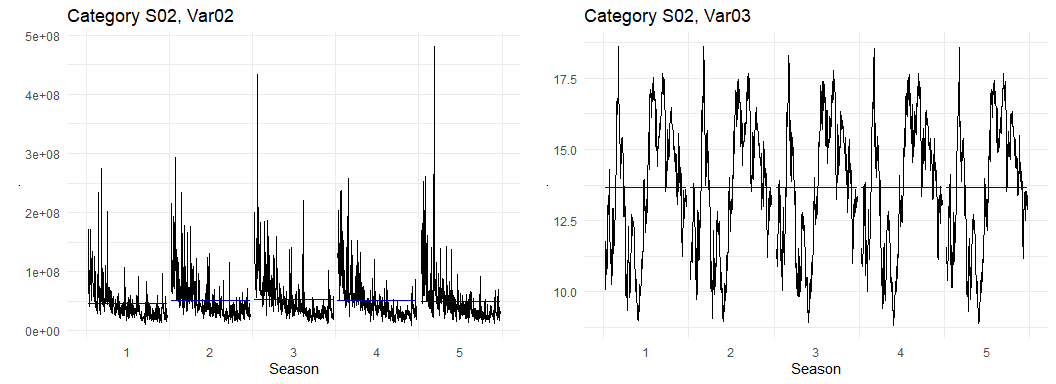 Category S02, Var02
5e+08
4e+08
3e+08
2e+08
1e+08
0e+00
1 2 3 4 5
Season
Category S02, Var03
17.5
15.0
12.5
10.0
1 2 3 4 5
Season